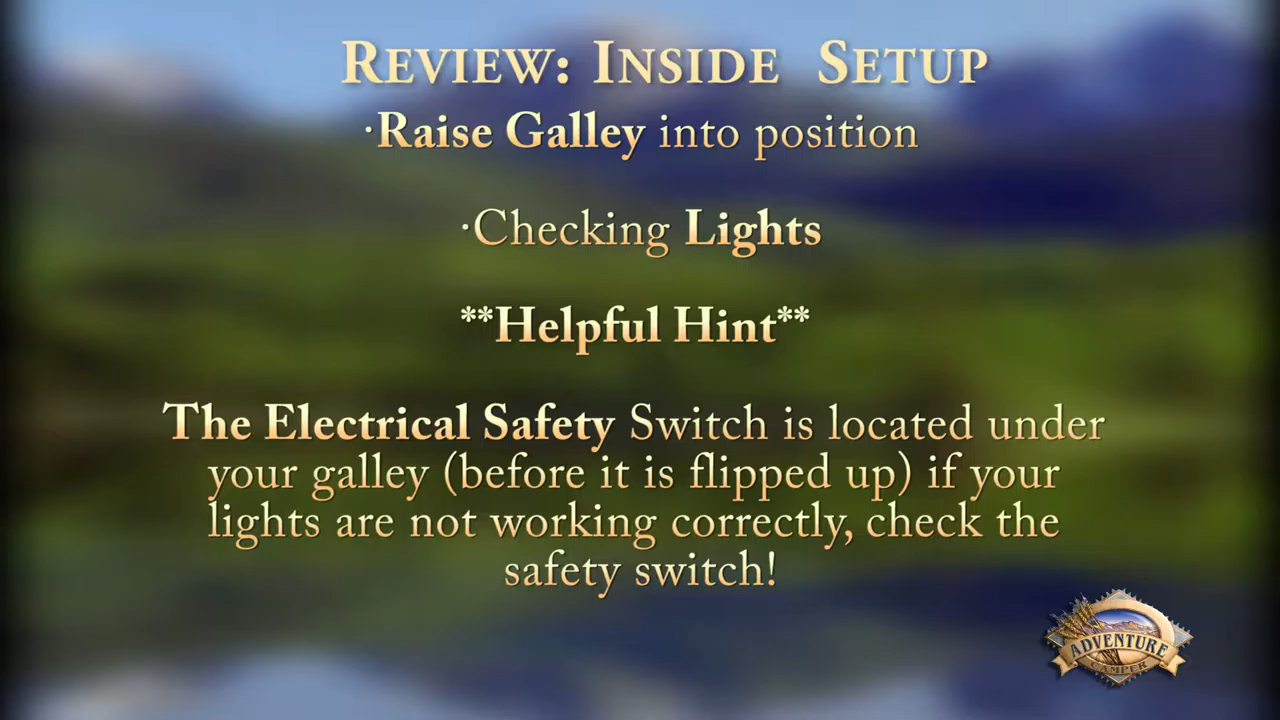 REVIEW: INSIDE SETUP
·Raise Galley into position
·Checking Lights
**Helpful Hint**
The Electrical Safety Switch is located under
your galley (before it is flipped up) if your
lights are not working correctly, check the
safety switch!
ADVENTURE
CAMPER